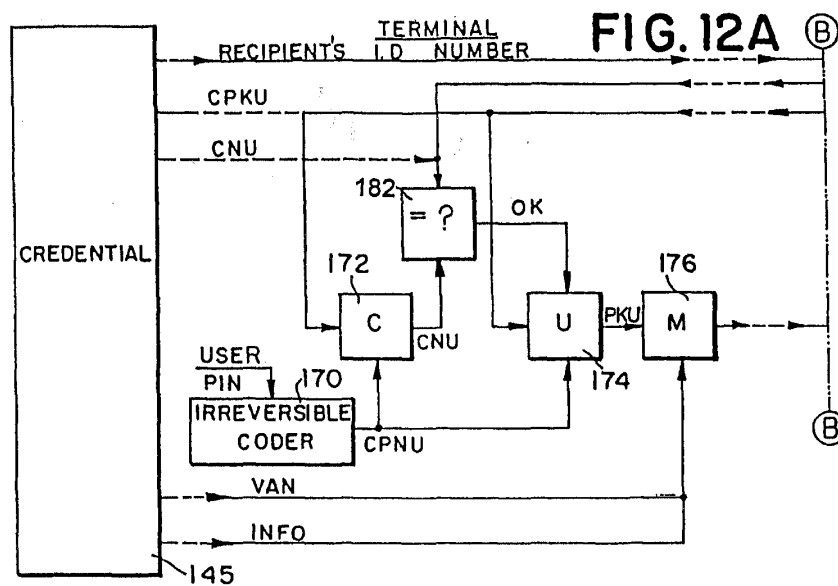 FIG. 12A
TERMINAL
RECIPIENT'S I.D NUMBER
B
CPKU
CNU
182
= ?
OK
CREDENTIAL
172
C
CNU
U
174
PKU
176
M
USER
PIN
170
IRREVERSIBLE
CODER
CPNU
B
VAN
INFO
145